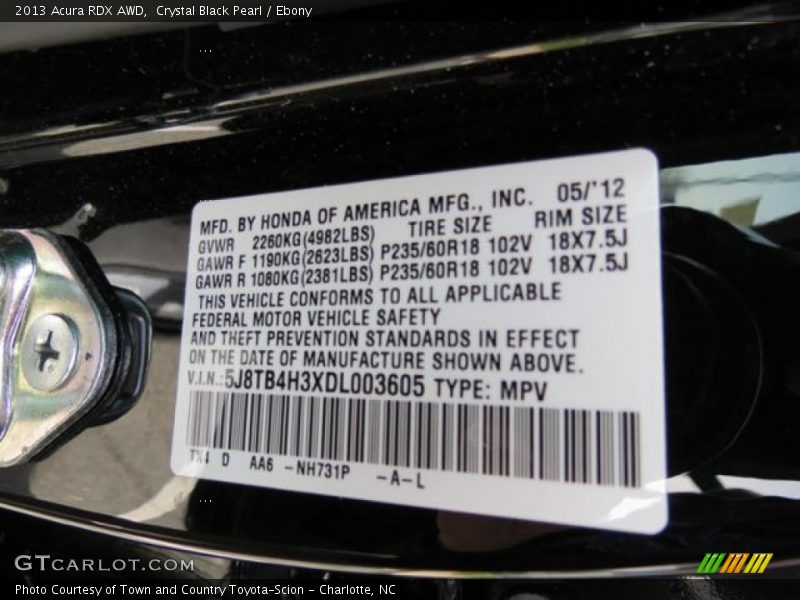 2013 Acura RDX AWD,  Crystal Black Pearl / Ebony
MFD. BY HONDA OF AMERICA MFG., INC. 05/'12
GVWR 2260KG(4982LBS) TIRE SIZE RIM SIZE
GAWR F 1190KG(2623LBS) P235/60R18 102V 18X7.5J
GAWR R 1080KG(2381LBS) P235/60R18 102V 18X7.5J
THIS VEHICLE CONFORMS TO ALL APPLICABLE
FEDERAL MOTOR VEHICLE SAFETY
AND THEFT PREVENTION STANDARDS IN EFFECT
ON THE DATE OF MANUFACTURE SHOWN ABOVE.
V.I.N.:5J8TB4H3XDL003605 TYPE: MPV
TX4 D AA6 -NH731P -A-L
GTCARLOT.COM
Photo Courtesy of Town and Country Toyota-Scion - Charlotte, NC